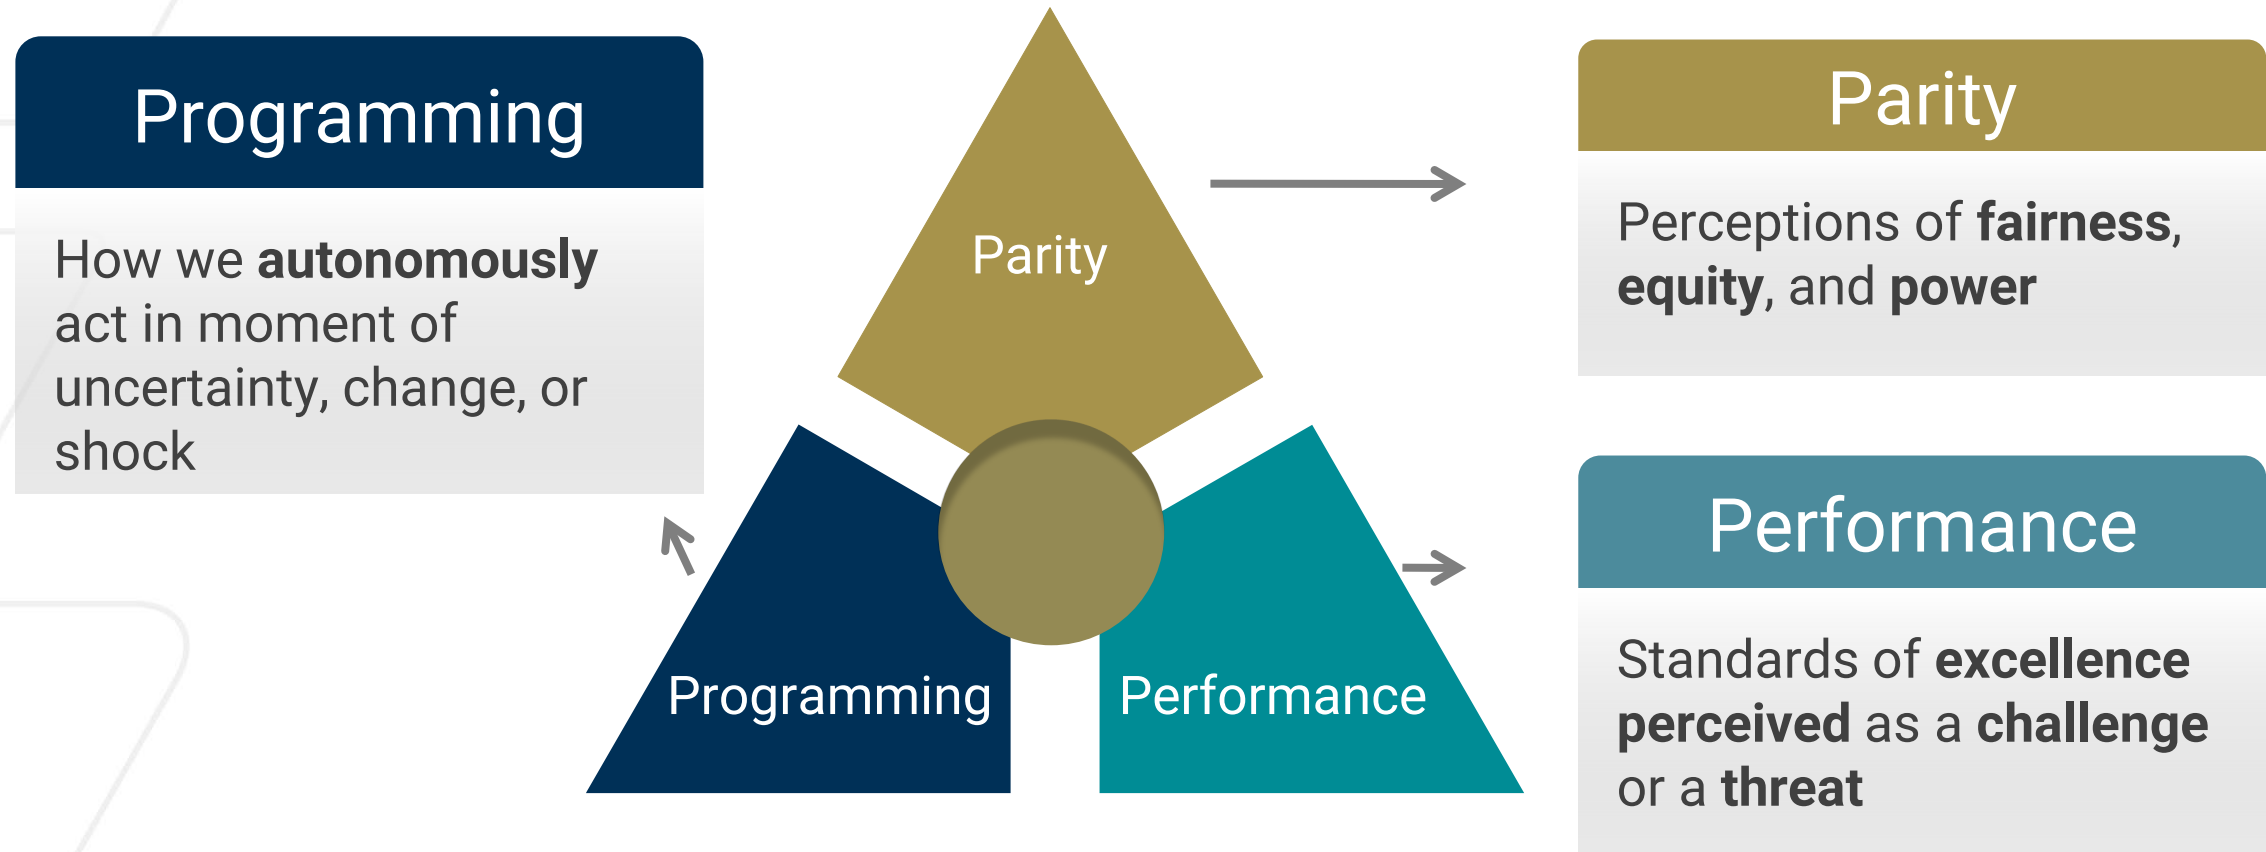 Programming
How we autonomously
act in moment of
uncertainty, change, or
shock
Parity
Programming
Performance
Parity
Perceptions of fairness,
equity, and power
Performance
Standards of excellence
perceived as a challenge
or a threat